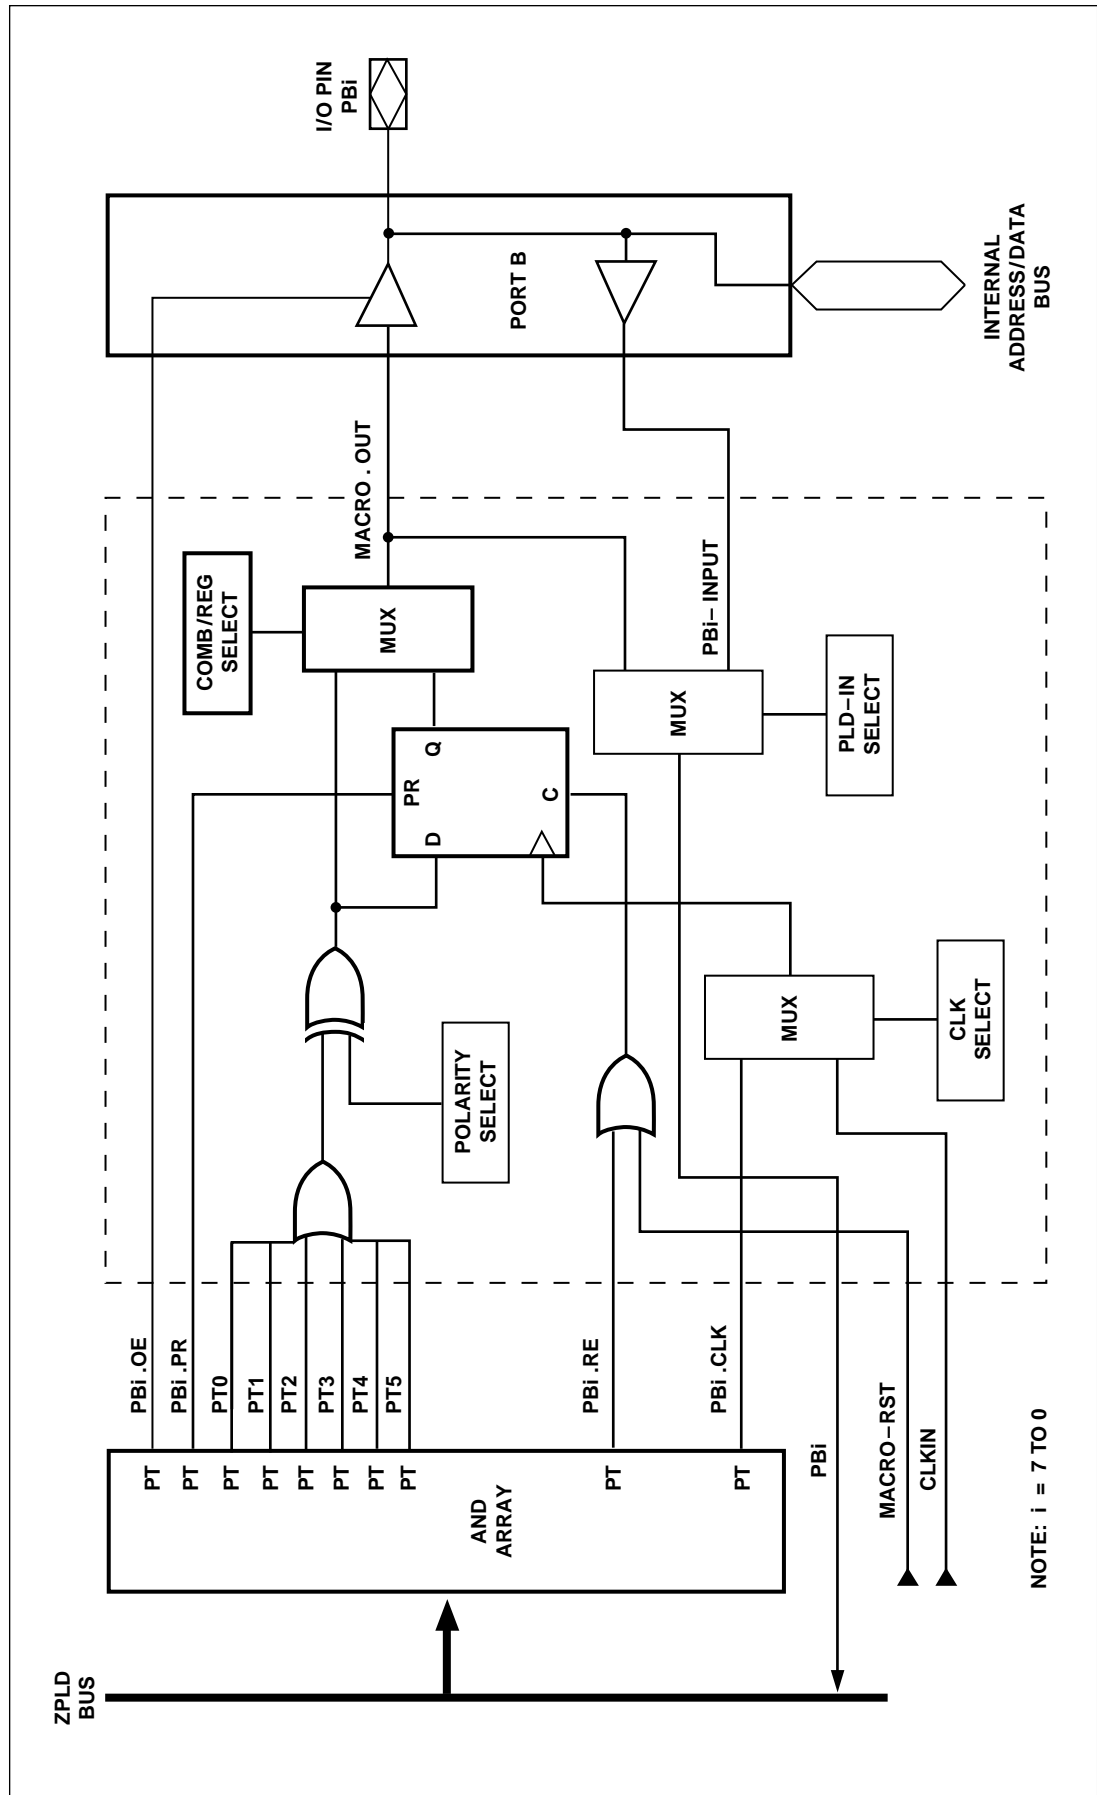 ZPLD
BUS
AND
ARRAY
PT
PT
PT
PT
PT
PT
PT
PT
PT
PT
PBi .OE
PBi .PR
PT0
PT1
PT2
PT3
PT4
PT5
PBi .RE
PBi .CLK
PBi
MACRO–RST
CLKIN
POLARITY
SELECT
MUX
CLK
SELECT
D
PR
Q
C
COMB/REG
SELECT
MUX
MUX
PLD–IN
SELECT
MACRO . OUT
PBi– INPUT
PORT B
I/O PIN
PBi
INTERNAL
ADDRESS/DATA
BUS
NOTE: i = 7 TO 0